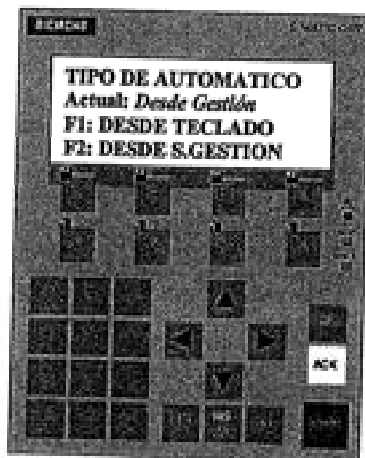 SIEMENS
TIPO DE AUTOMATICO
Actual: Desde Gestión
F1: DESDE TECLADO
F2: DESDE S.GESTION
ACK